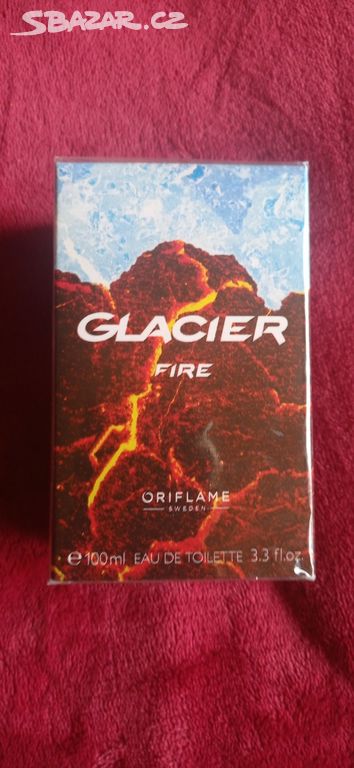 SBAZAR.CZ
GLACIER
FIRE
ORIFLAME
SWEDEN
℮ 100ml EAU DE TOILETTE 3.3 fl.oz.